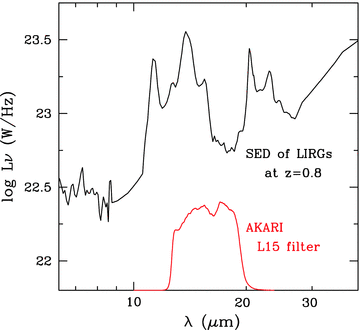 23.5
23
22.5
22
log Lν (W/Hz)
SED of LIRGs
at z=0.8
AKARI
L15 filter
10 20 30
λ (μm)